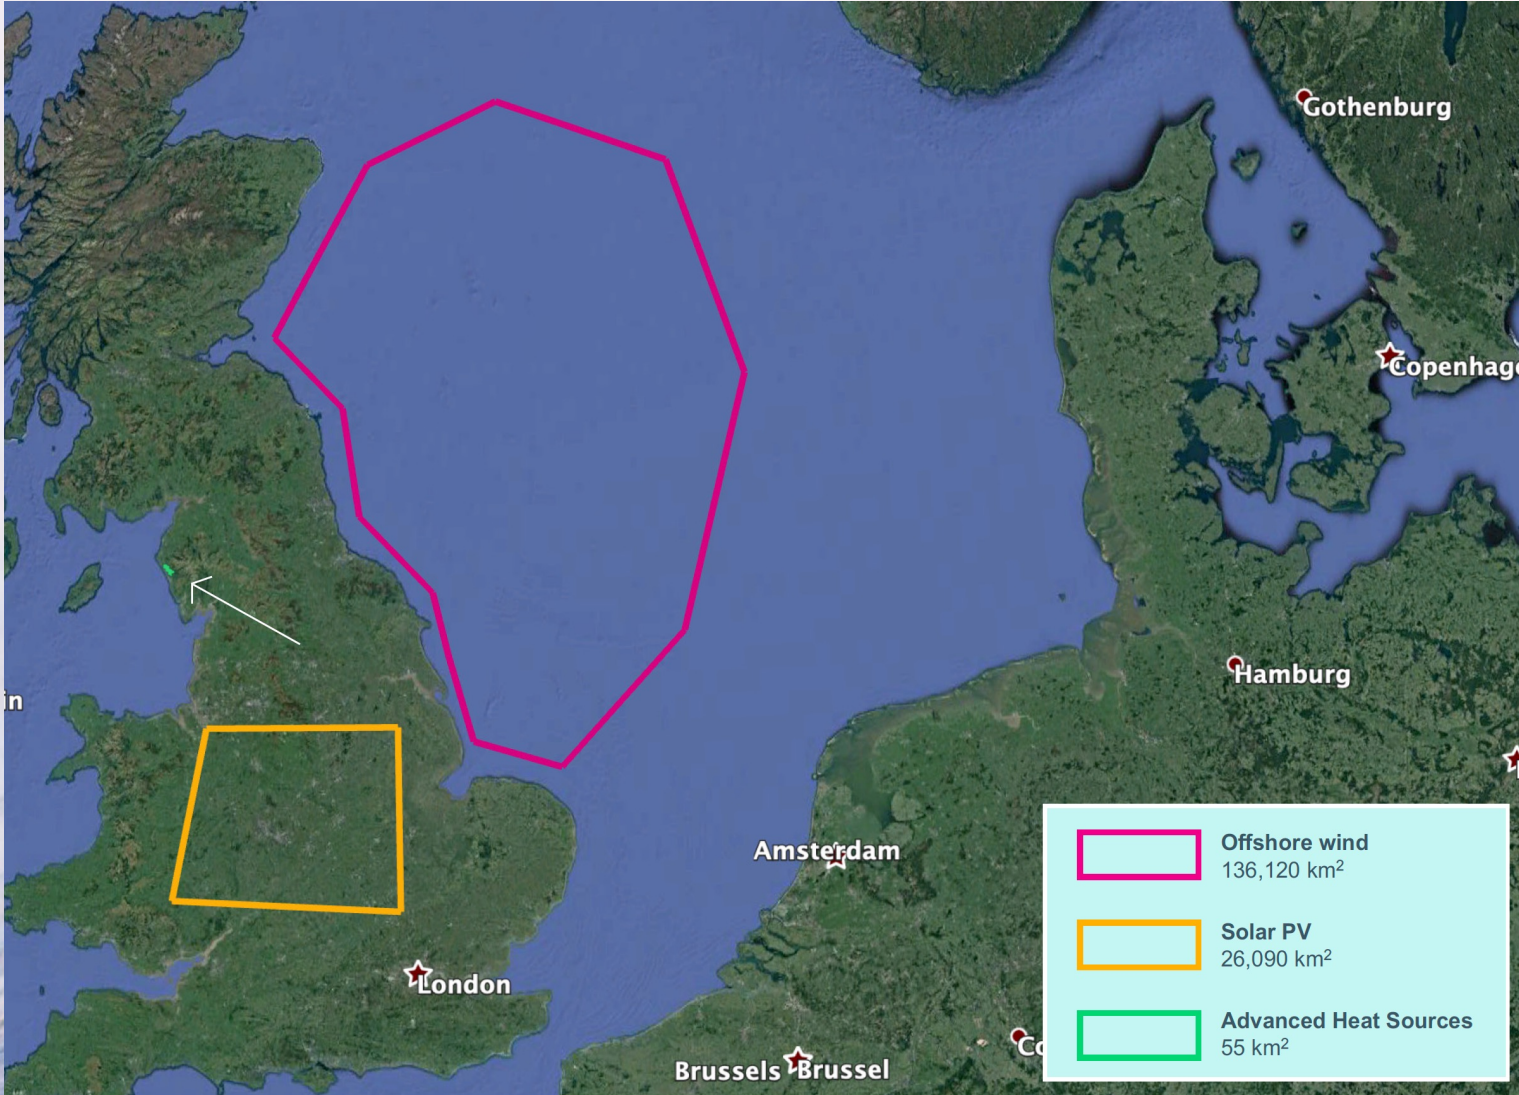 Gothenburg
Copenhag
Hamburg
in
Amsterdam
London
Brussels Brussel
Co
Offshore wind
136,120 km²
Solar PV
26,090 km²
Advanced Heat Sources
55 km²